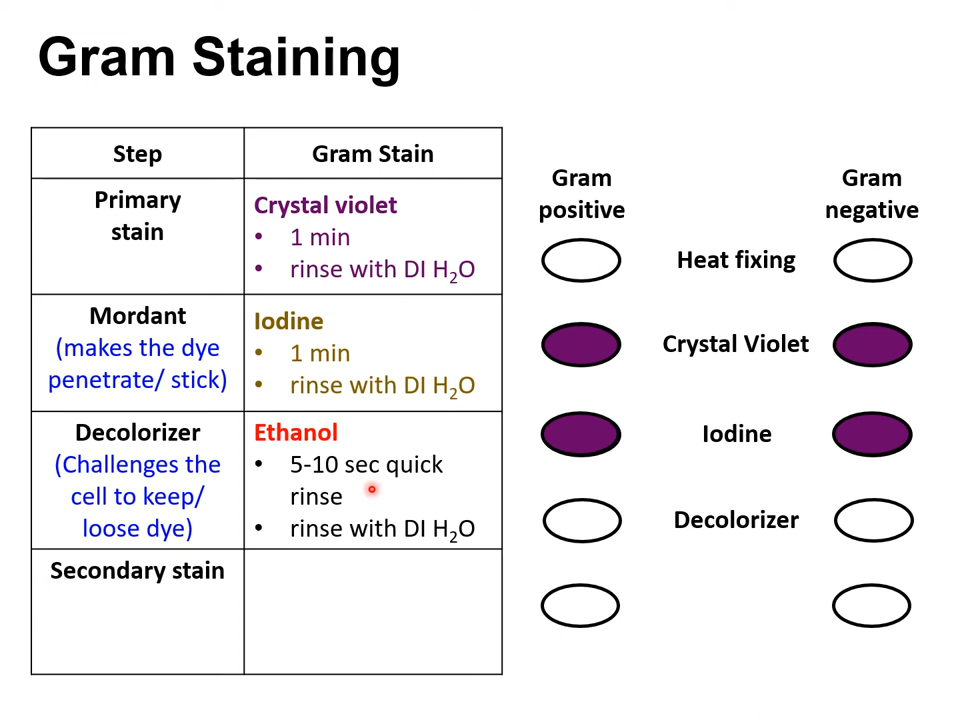 Gram Staining
Step
Gram Stain
Primary
stain
Crystal violet
• 1 min
• rinse with DI H₂O
Mordant
(makes the dye
penetrate/ stick)
Iodine
• 1 min
• rinse with DI H₂O
Decolorizer
(Challenges the
cell to keep/
loose dye)
Ethanol
• 5-10 sec quick
rinse
• rinse with DI H₂O
Secondary stain
Gram
positive
Gram
negative
Heat fixing
Crystal Violet
Iodine
Decolorizer